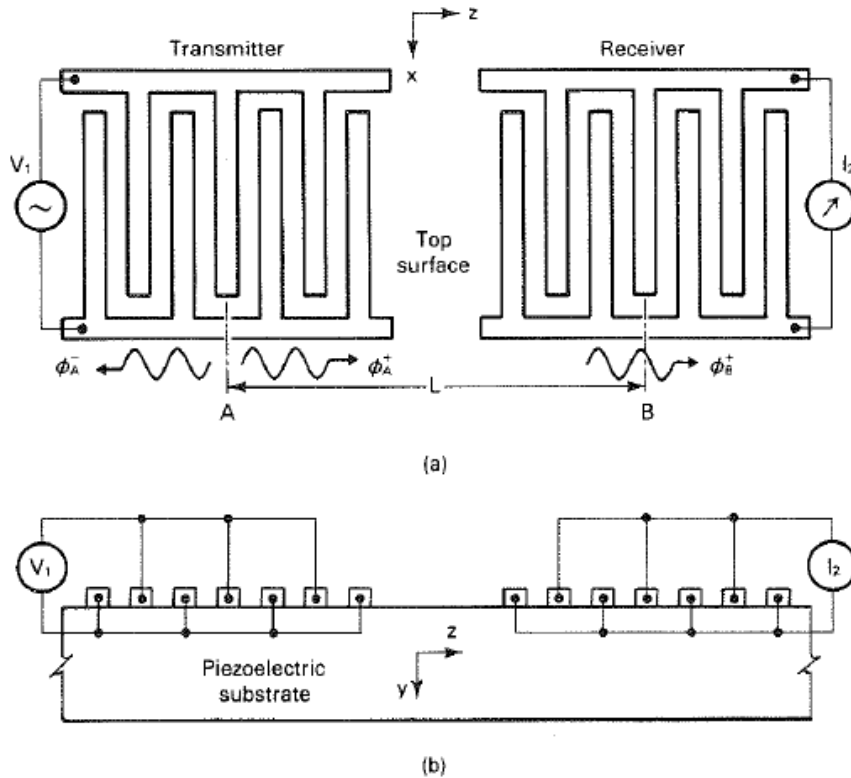 z
x
Transmitter
Receiver
V₁
I₂
Top
surface
ϕ_A^-
ϕ_A^+
L
ϕ_B^+
A
B
(a)
V₁
I₂
z
y
Piezoelectric
substrate
(b)